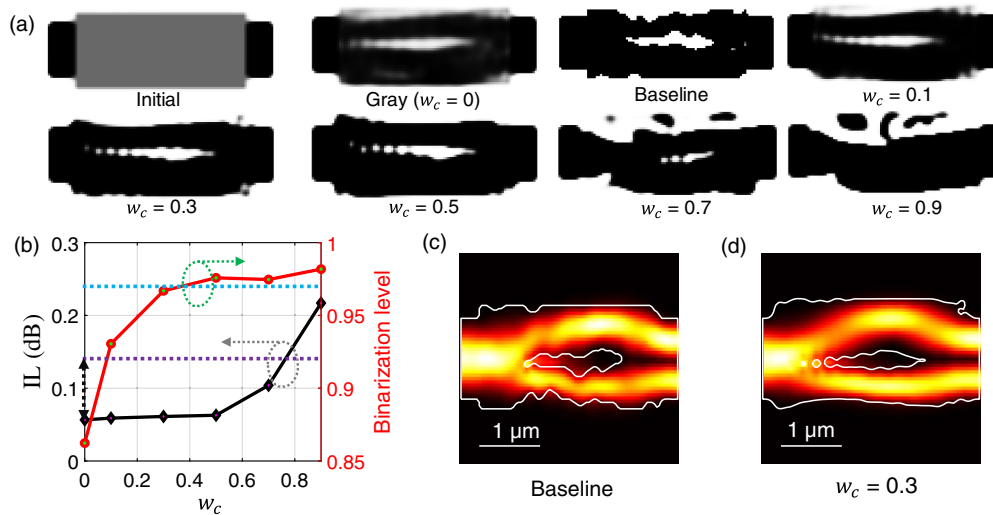 (a)
Initial
Gray (w_c = 0)
Baseline
w_c = 0.1
w_c = 0.3
w_c = 0.5
w_c = 0.7
w_c = 0.9
(b)
0.3
0.2
0.1
0
IL (dB)
0 0.2 0.4 0.6 0.8
w_c
1
0.95
0.9
0.85
Binarization level
(c)
1 μm
Baseline
(d)
1 μm
w_c = 0.3